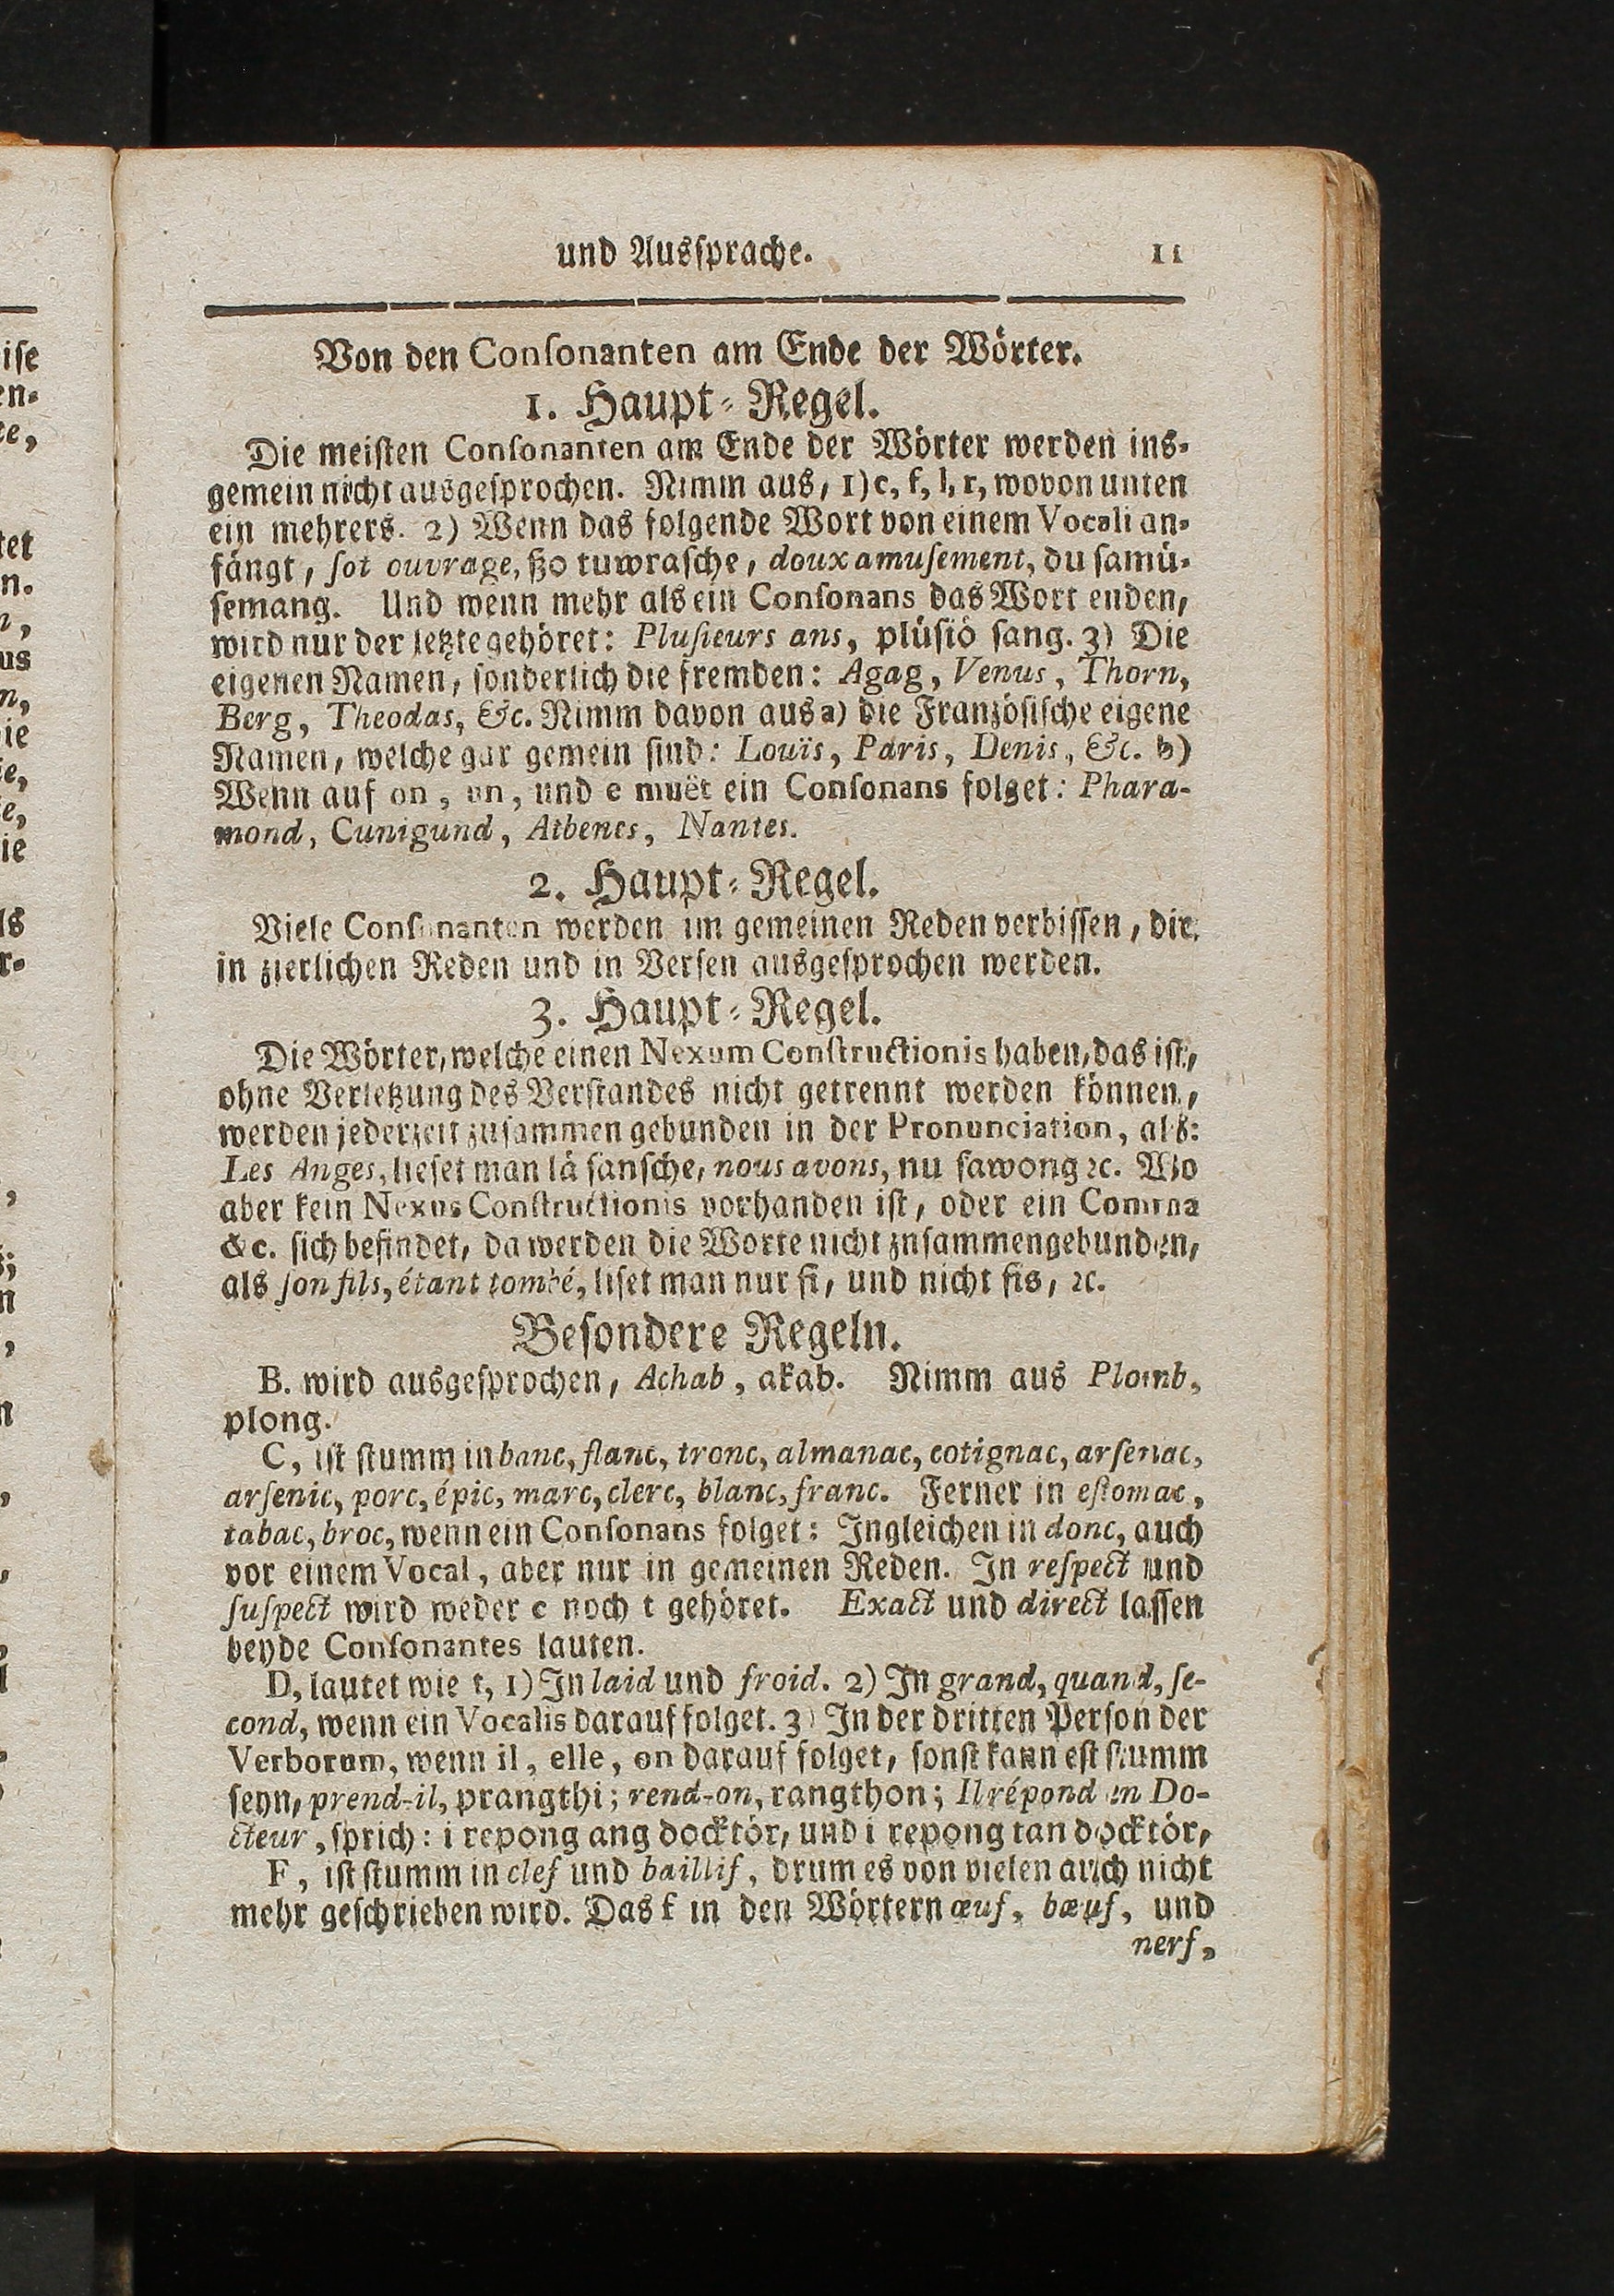 und Ausſprache. 11
Von den Conſonanten am Ende der Wörter.
1. Haupt-Regel.
Die meiſten Conſonanten am Ende der Wörter werden ins-
gemein nicht ausgeſprochen. Nimm aus, 1) c, f, l, r, wovon unten
ein mehrers. 2) Wenn das folgende Wort von einem Vocali an-
fängt, ſot ouvrage, ßo tuwraſche, doux amuſement, du ſamü-
ſemang. Und wenn mehr als ein Conſonans das Wort enden,
wird nur der letzte gehöret: Pluſieurs ans, plüſiö ſang. 3) Die
eigenen Namen, ſonderlich die fremden: Agag, Venus, Thorn,
Berg, Theodas, &c. Nimm davon aus a) die Franzöſiſche eigene
Namen, welche gar gemein ſind: Louïs, Paris, Denis, &c. b)
Wenn auf on, un, und e muët ein Conſonans folget: Phara-
mond, Cunigund, Athenes, Nantes.
2. Haupt-Regel.
Viele Conſonanten werden im gemeinen Reden verbiſſen, die
in zierlichen Reden und in Verſen ausgeſprochen werden.
3. Haupt-Regel.
Die Wörter, welche einen Nexum Conſtructionis haben, das iſt,
ohne Verletzung des Verſtandes nicht getrennt werden können,
werden jederzeit zuſammen gebunden in der Pronunciation, als:
Les Anges, lieſet man lä ſanſche, nous avons, nu ſawong ꝛc. Wo
aber kein Nexus Conſtructionis vorhanden iſt, oder ein Comma
&c. ſich befindet, da werden die Worte nicht znſammengebunden,
als ſon fils, étant tombé, liſet man nur fi, und nicht fis, ꝛc.
Beſondere Regeln.
B. wird ausgeſprochen, Achab, akab. Nimm aus Plomb,
plong.
C, iſt ſtumm in banc, flanc, tronc, almanac, cotignac, arſenac,
arſenic, porc, épic, marc, clerc, blanc, franc. Ferner in eſtomac,
tabac, broc, wenn ein Conſonans folget: Ingleichen in donc, auch
vor einem Vocal, aber nur in gemeinen Reden. In reſpect und
ſuſpect wird weder c noch t gehöret. Exact und direct laſſen
beyde Conſonantes lauten.
D, lautet wie t, 1) In laid und froid. 2) In grand, quand, ſe-
cond, wenn ein Vocalis darauf folget. 3) In der dritten Perſon der
Verborum, wenn il, elle, on darauf folget, ſonſt kann eſt ſtumm
ſeyn, prend-il, prangthi; rend-on, rangthon; Il répond en Do-
cteur, ſprich: i repong ang docktör, und i repong tan docktör,
F, iſt ſtumm in clef und baillif, drum es von vielen auch nicht
mehr geſchrieben wird. Das f in den Wörtern œuf, bœuf, und
nerf,